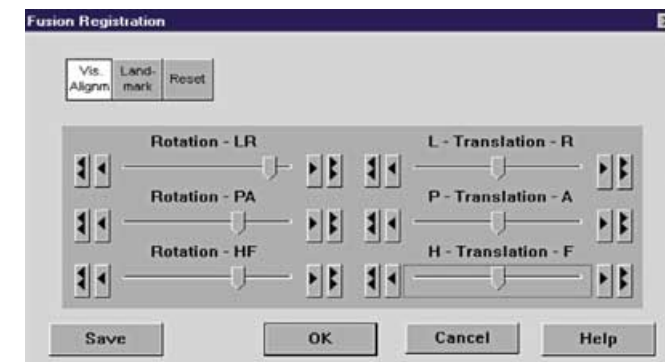 Fusion Registration
Vis. Alignm
Land-mark
Reset
Rotation - LR
L - Translation - R
Rotation - PA
P - Translation - A
Rotation - HF
H - Translation - F
Save
OK
Cancel
Help